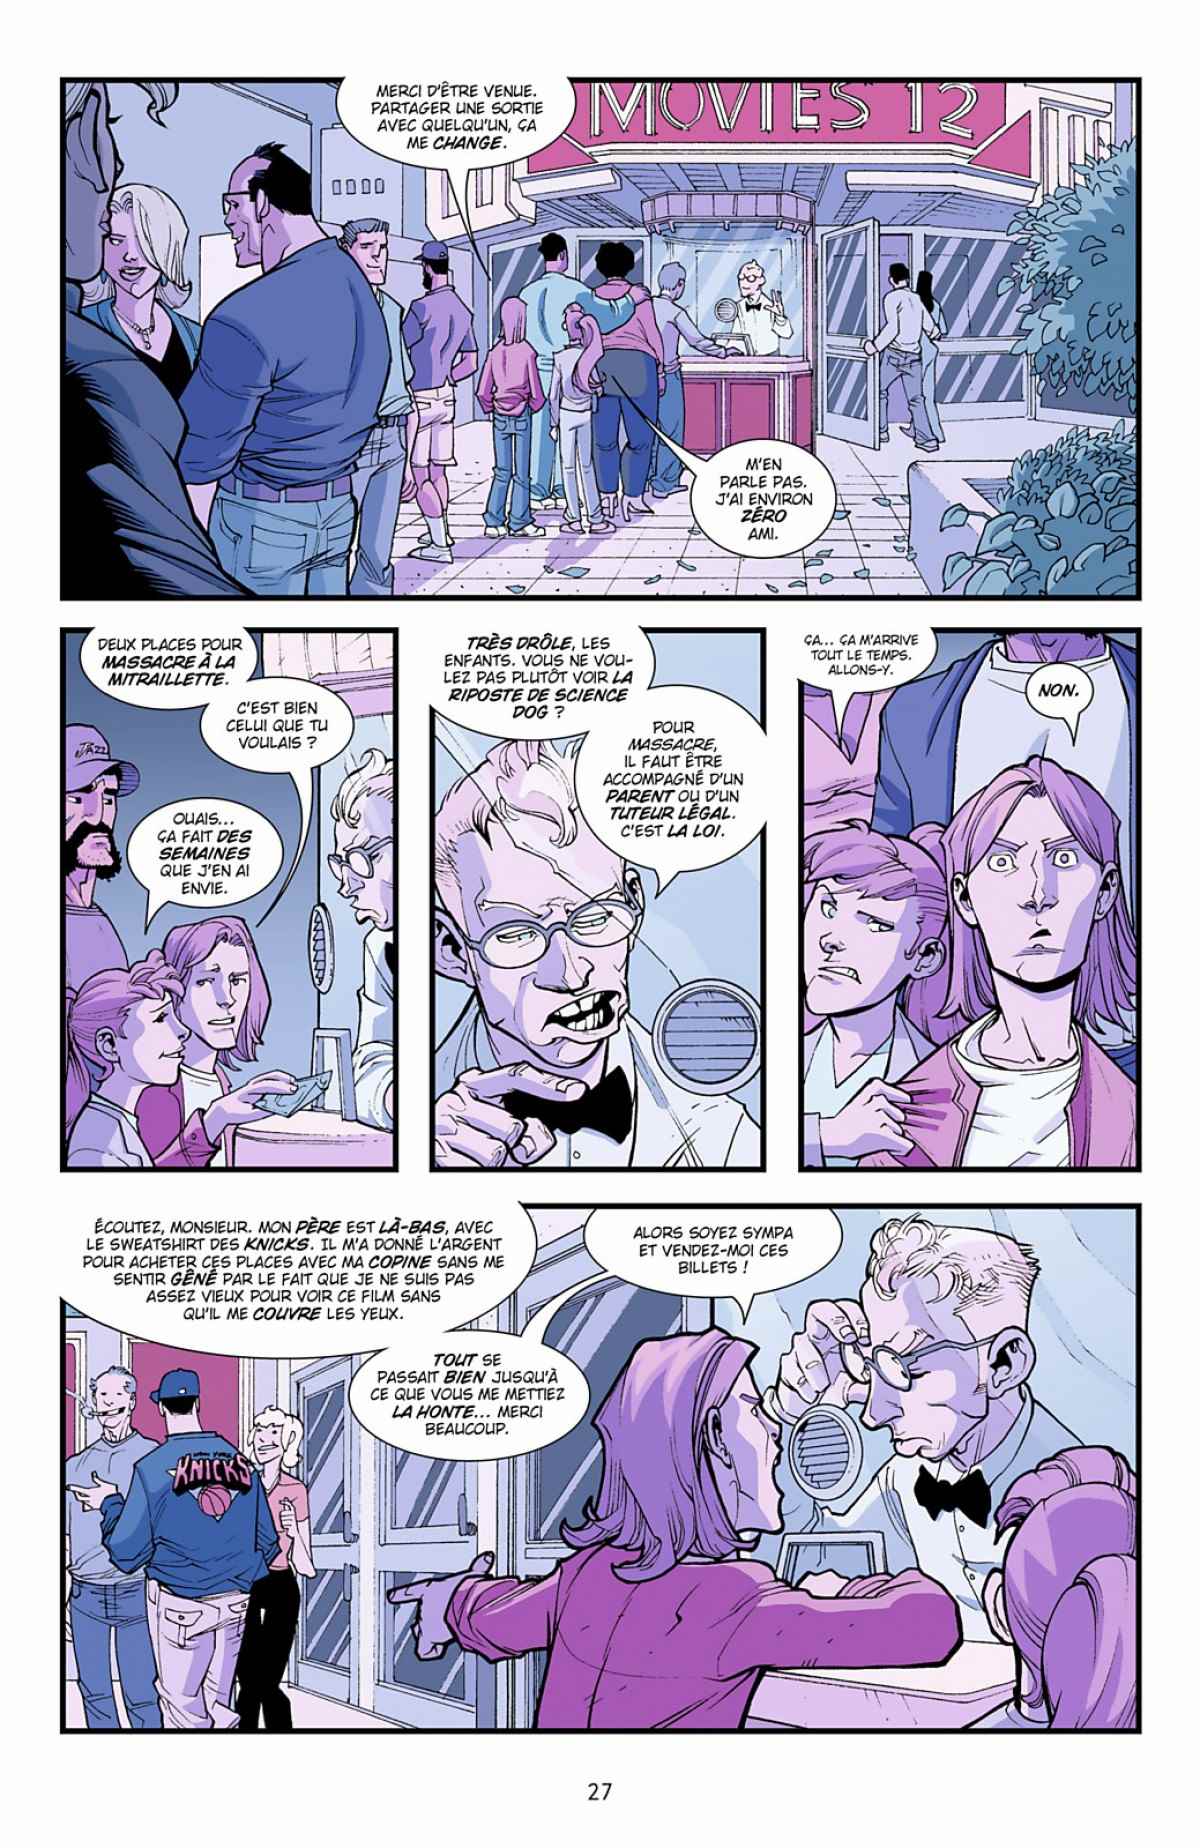 MERCI D'ÊTRE VENUE.
PARTAGER UNE SORTIE
AVEC QUELQU'UN, ÇA
ME CHANGE.
MOVIES 12
M'EN
PARLE PAS.
J'AI ENVIRON
ZÉRO
AMI.
DEUX PLACES POUR
MASSACRE À LA
MITRAILLETTE.
C'EST BIEN
CELUI QUE TU
VOULAIS ?
JAZZ
OUAIS...
ÇA FAIT DES
SEMAINES
QUE J'EN AI
ENVIE.
TRÈS DRÔLE, LES
ENFANTS. VOUS NE VOU-
LEZ PAS PLUTÔT VOIR LA
RIPOSTE DE SCIENCE
DOG ?
POUR
MASSACRE,
IL FAUT ÊTRE
ACCOMPAGNÉ D'UN
PARENT OU D'UN
TUTEUR LÉGAL.
C'EST LA LOI.
ÇA... ÇA M'ARRIVE
TOUT LE TEMPS.
ALLONS-Y.
NON.
ÉCOUTEZ, MONSIEUR. MON PÈRE EST LÀ-BAS, AVEC
LE SWEATSHIRT DES KNICKS. IL M'A DONNÉ L'ARGENT
POUR ACHETER CES PLACES AVEC MA COPINE SANS ME
SENTIR GÊNÉ PAR LE FAIT QUE JE NE SUIS PAS
ASSEZ VIEUX POUR VOIR CE FILM SANS
QU'IL ME COUVRE LES YEUX.
TOUT SE
PASSAIT BIEN JUSQU'À
CE QUE VOUS ME METTIEZ
LA HONTE... MERCI
BEAUCOUP.
ALORS SOYEZ SYMPA
ET VENDEZ-MOI CES
BILLETS !
NEW YORK
KNICKS
27